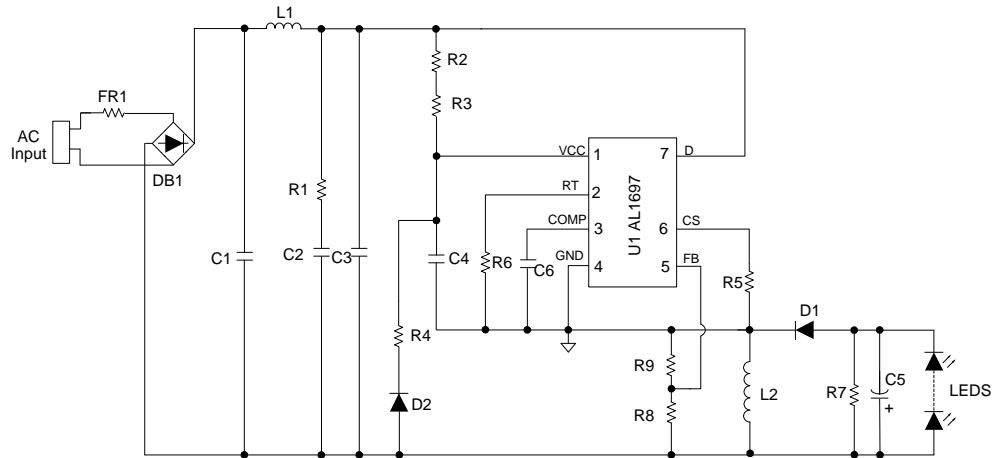 L1
R2
FR1
R3
AC
Input
VCC
1
7
D
DB1
RT
2
R1
U1 AL1697
COMP
3
6
CS
GND
4
5
FB
C1
C2
C3
C4
R6
C6
R5
D1
R4
R9
R7
C5
+
LEDS
D2
R8
L2